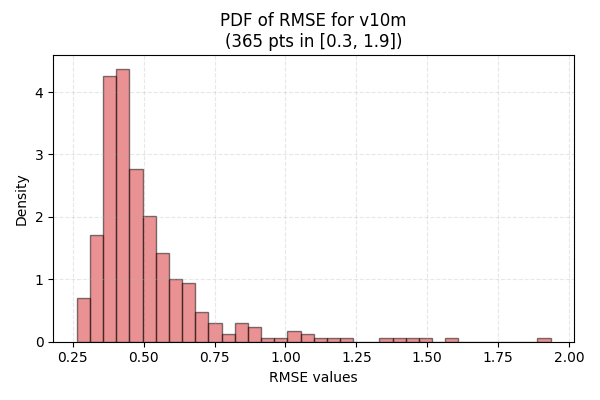 PDF of RMSE for v10m
(365 pts in [0.3, 1.9])
Density
4
3
2
1
0
0.25 0.50 0.75 1.00 1.25 1.50 1.75 2.00
RMSE values